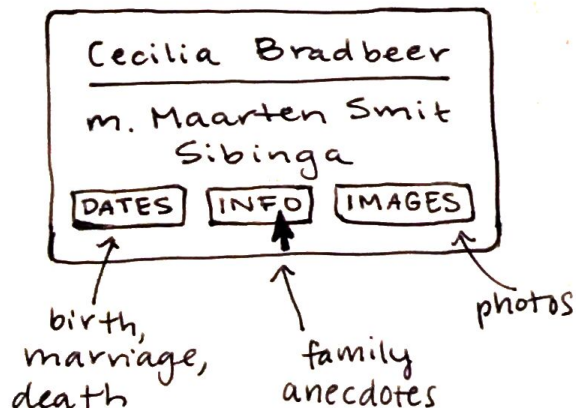 Cecilia Bradbeer
m. Maarten Smit
Sibinga
DATES INFO IMAGES
birth,
marriage,
death
family
anecdotes
photos